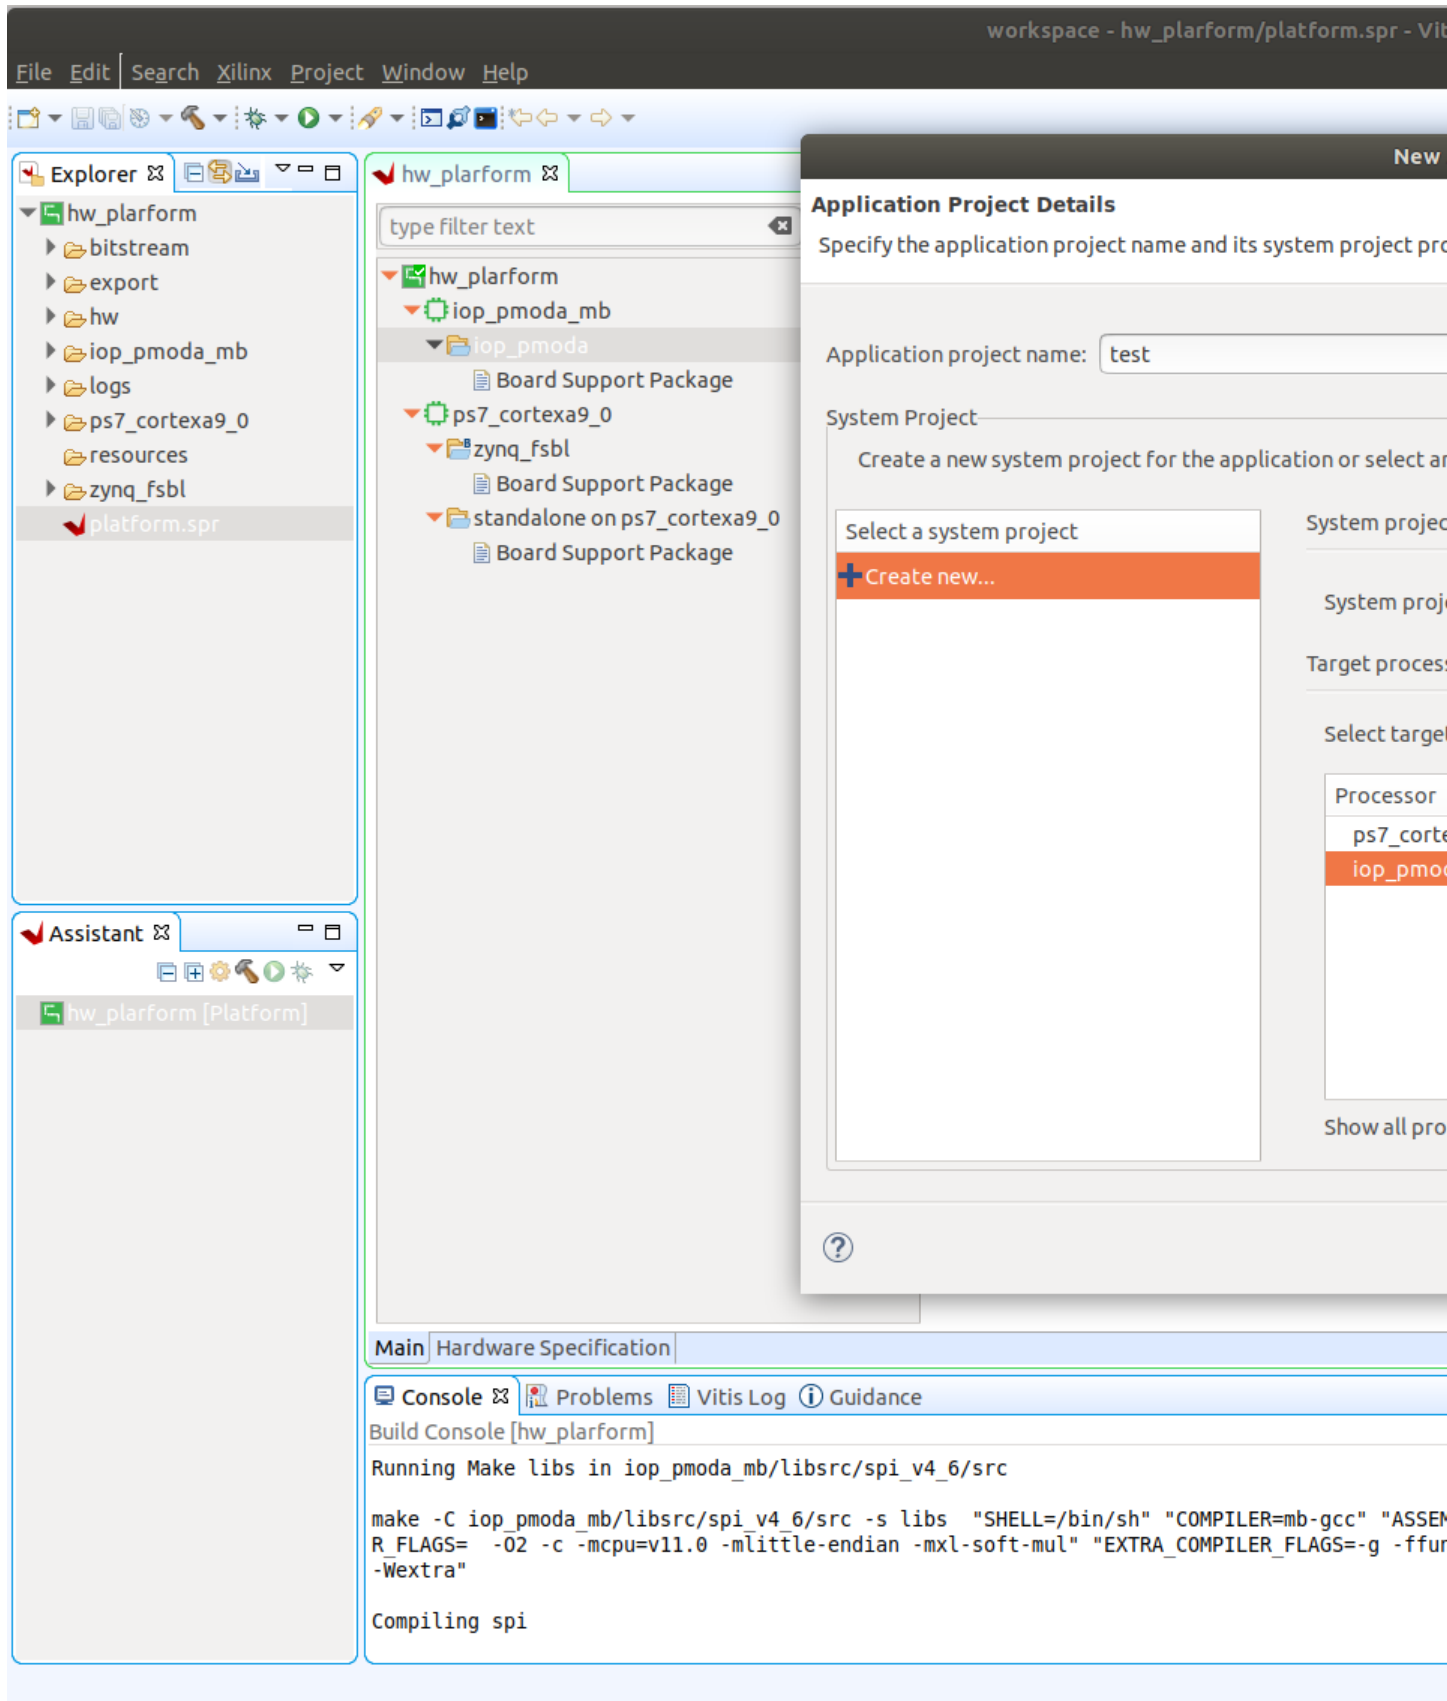 workspace - hw_plarform/platform.spr - Vit
File Edit Search Xilinx Project Window Help
Explorer
hw_plarform
bitstream
export
hw
iop_pmoda_mb
logs
ps7_cortexa9_0
resources
zynq_fsbl
platform.spr
hw_plarform
type filter text
hw_plarform
iop_pmoda_mb
iop_pmoda
Board Support Package
ps7_cortexa9_0
zynq_fsbl
Board Support Package
standalone on ps7_cortexa9_0
Board Support Package
Main
Hardware Specification
New
Application Project Details
Specify the application project name and its system project pro
Application project name: test
System Project
Create a new system project for the application or select an
Select a system project
Create new...
System projec
System proje
Target process
Select target
Processor
ps7_corte
iop_pmod
Show all pro
Assistant
hw_plarform [Platform]
Console Problems Vitis Log Guidance
Build Console [hw_plarform]
Running Make libs in iop_pmoda_mb/libsrc/spi_v4_6/src
make -C iop_pmoda_mb/libsrc/spi_v4_6/src -s libs "SHELL=/bin/sh" "COMPILER=mb-gcc" "ASSEM
R_FLAGS= -O2 -c -mcpu=v11.0 -mlittle-endian -mxl-soft-mul" "EXTRA_COMPILER_FLAGS=-g -ffun
-Wextra"
Compiling spi